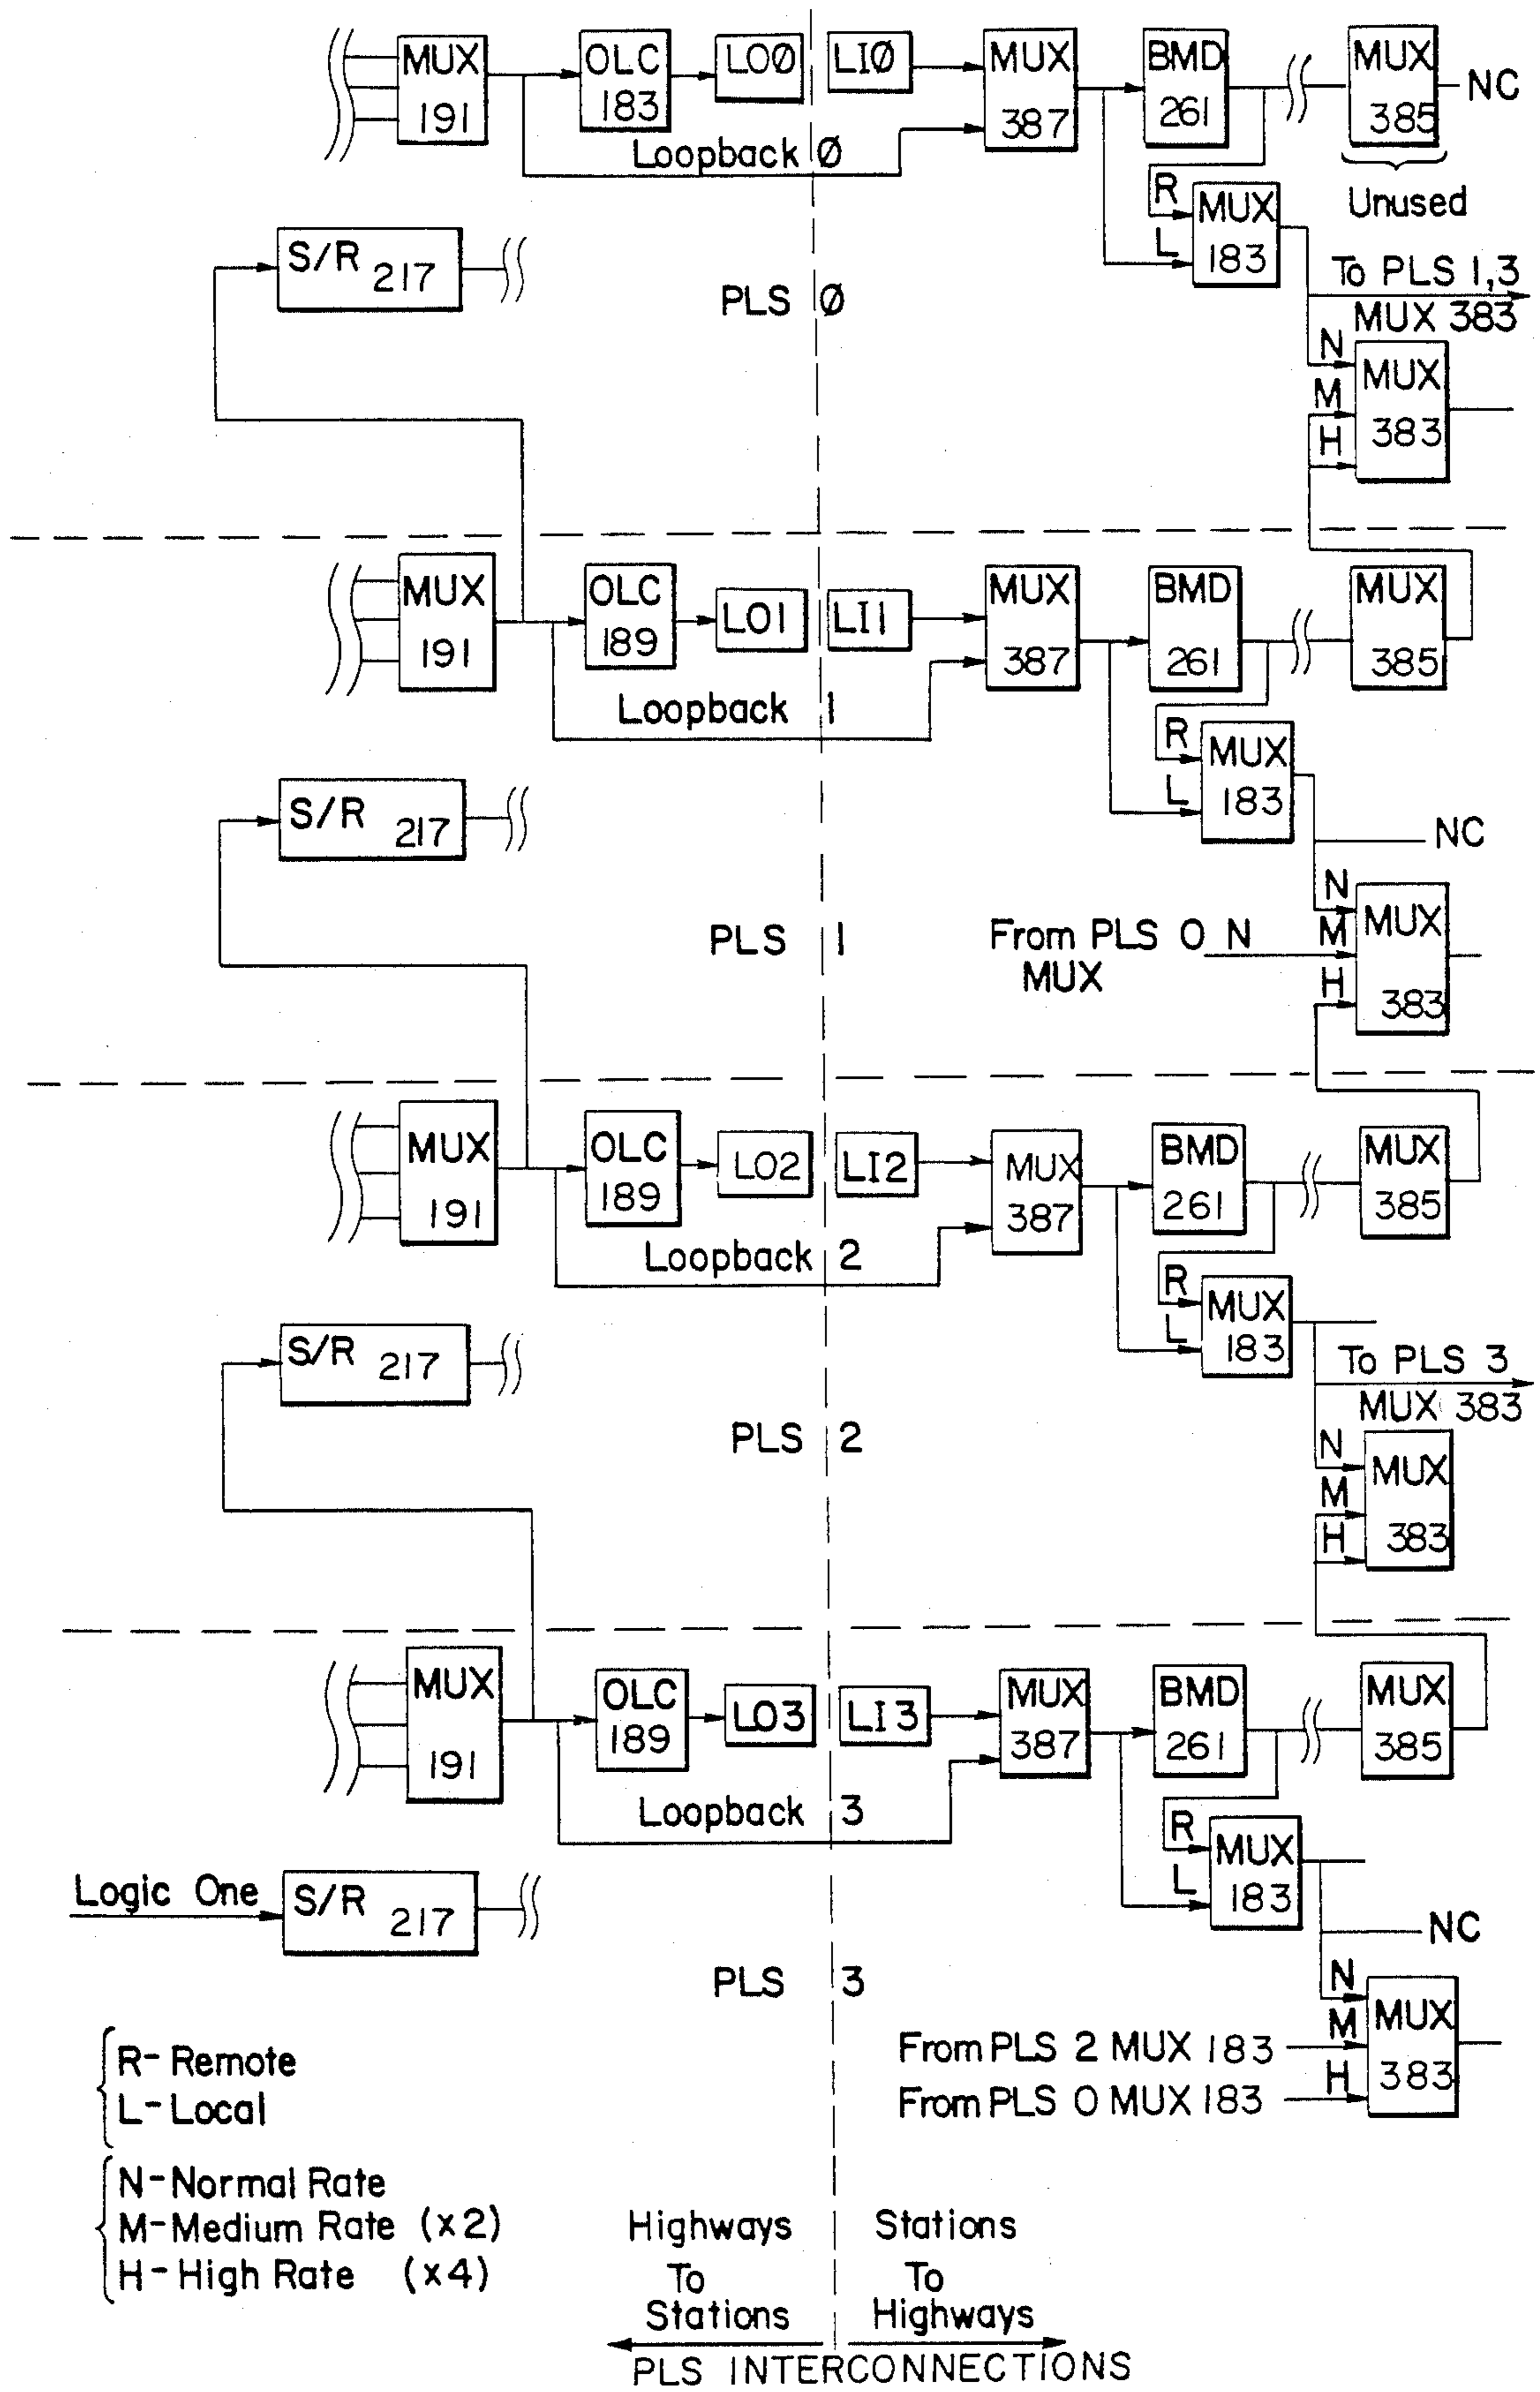 MUX 191
OLC 183
LOØ
LIØ
MUX 387
BMD 261
MUX 385
NC
Loopback Ø
Unused
R
L
MUX 183
S/R 217
PLS Ø
To PLS 1,3
MUX 383
N
M
H
MUX 383
MUX 191
OLC 189
LO1
LI1
MUX 387
BMD 261
MUX 385
Loopback 1
R
L
MUX 183
S/R 217
NC
PLS 1
From PLS 0 N
MUX
N
M
H
MUX 383
MUX 191
OLC 189
LO2
LI2
MUX 387
BMD 261
MUX 385
Loopback 2
R
L
MUX 183
S/R 217
To PLS 3
MUX 383
PLS 2
N
M
H
MUX 383
MUX 191
OLC 189
LO3
LI3
MUX 387
BMD 261
MUX 385
Loopback 3
R
L
MUX 183
Logic One
S/R 217
NC
PLS 3
N
M
H
MUX 383
From PLS 2 MUX 183
From PLS 0 MUX 183
R- Remote
L- Local
N- Normal Rate
M- Medium Rate (x2)
H- High Rate (x4)
Highways
To
Stations
Stations
To
Highways
PLS INTERCONNECTIONS